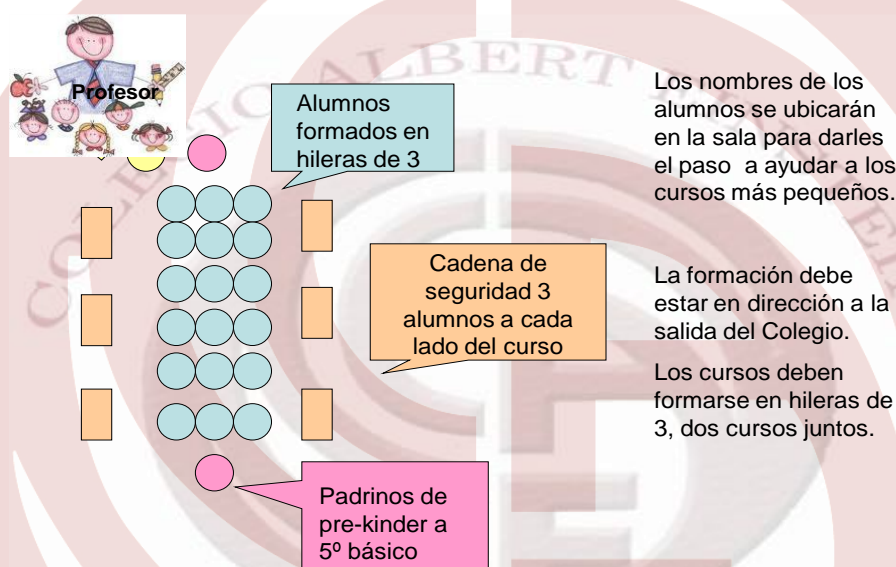 Profesor
Alumnos
formados en
hileras de 3
Cadena de
seguridad 3
alumnos a cada
lado del curso
Padrinos de
pre-kinder a
5º básico
Los nombres de los
alumnos se ubicarán
en la sala para darles
el paso a ayudar a los
cursos más pequeños.
La formación debe
estar en dirección a la
salida del Colegio.
Los cursos deben
formarse en hileras de
3, dos cursos juntos.
COLEGIO ALBERT